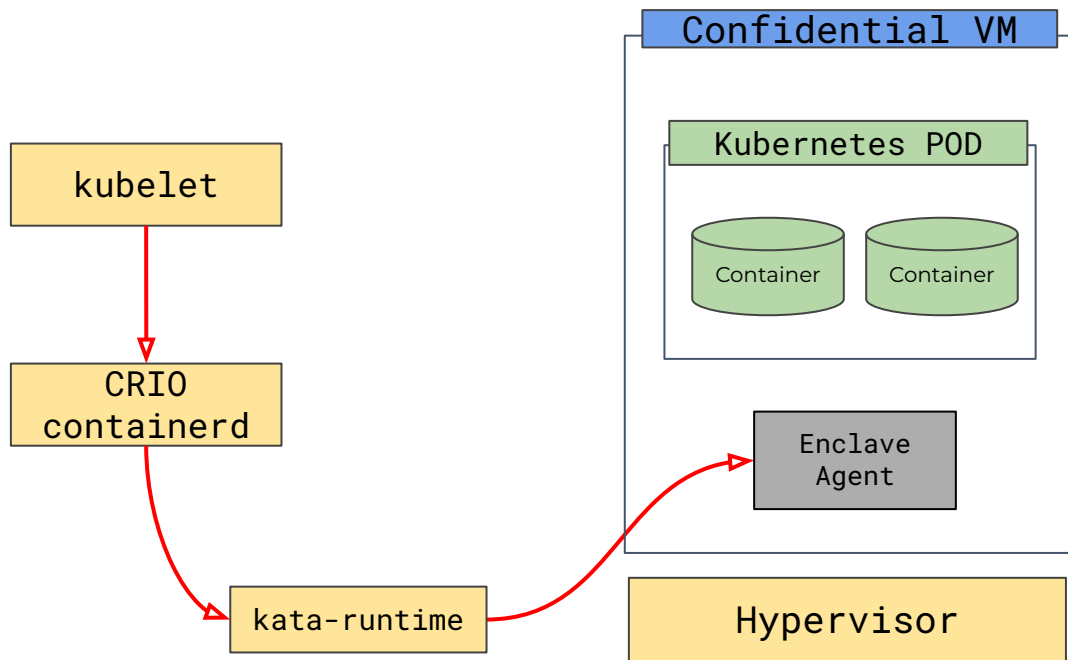 Confidential VM
Kubernetes POD
kubelet
Container
Container
CRIO
containerd
Enclave
Agent
kata-runtime
Hypervisor